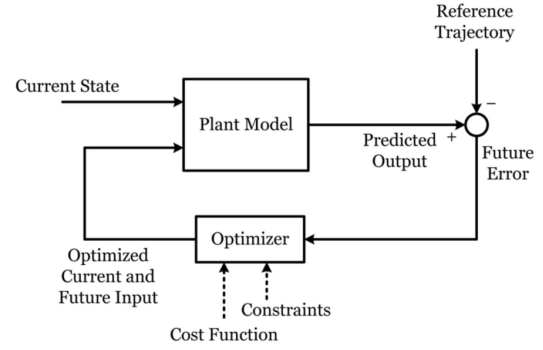 Reference
Trajectory
Current State
Plant Model
−
+
Predicted
Output
Future
Error
Optimizer
Optimized
Current and
Future Input
Constraints
Cost Function